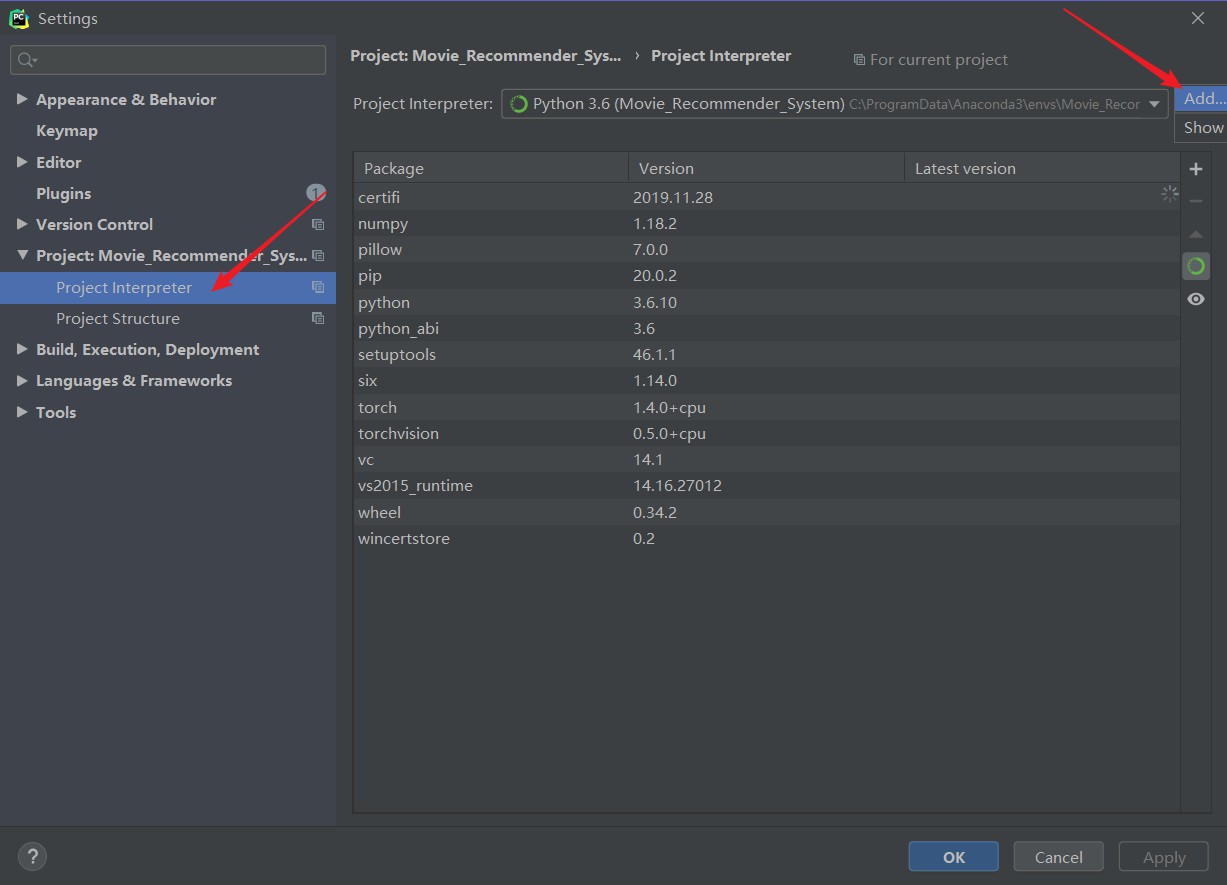 PC
Settings
Project: Movie_Recommender_Sys... › Project Interpreter
For current project
Project Interpreter:
Python 3.6 (Movie_Recommender_System) C:\ProgramData\Anaconda3\envs\Movie_Recor
Add...
Show
Appearance & Behavior
Keymap
Editor
Plugins
1
Version Control
Project: Movie_Recommender_Sys...
Project Interpreter
Project Structure
Build, Execution, Deployment
Languages & Frameworks
Tools
Package Version Latest version
certifi 2019.11.28
numpy 1.18.2
pillow 7.0.0
pip 20.0.2
python 3.6.10
python_abi 3.6
setuptools 46.1.1
six 1.14.0
torch 1.4.0+cpu
torchvision 0.5.0+cpu
vc 14.1
vs2015_runtime 14.16.27012
wheel 0.34.2
wincertstore 0.2
?
OK
Cancel
Apply